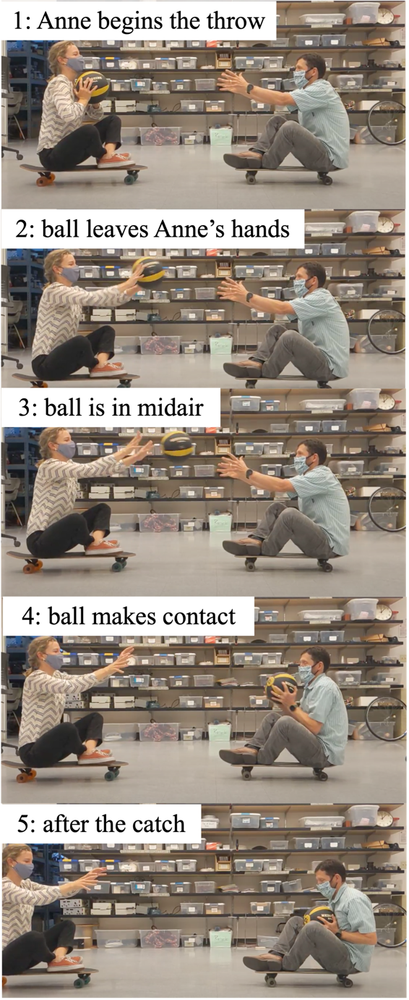 1: Anne begins the throw
2: ball leaves Anne’s hands
3: ball is in midair
4: ball makes contact
5: after the catch